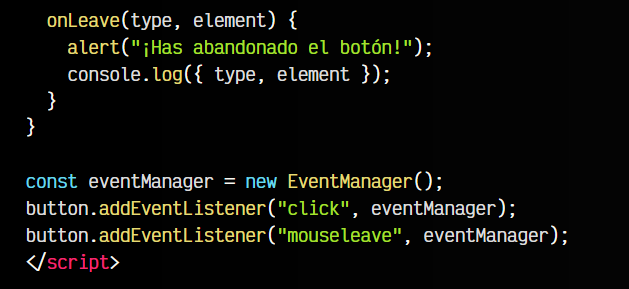 onLeave(type, element) {
alert("¡Has abandonado el botón!");
console.log({ type, element });
}
}
const eventManager = new EventManager();
button.addEventListener("click", eventManager);
button.addEventListener("mouseleave", eventManager);
</script>